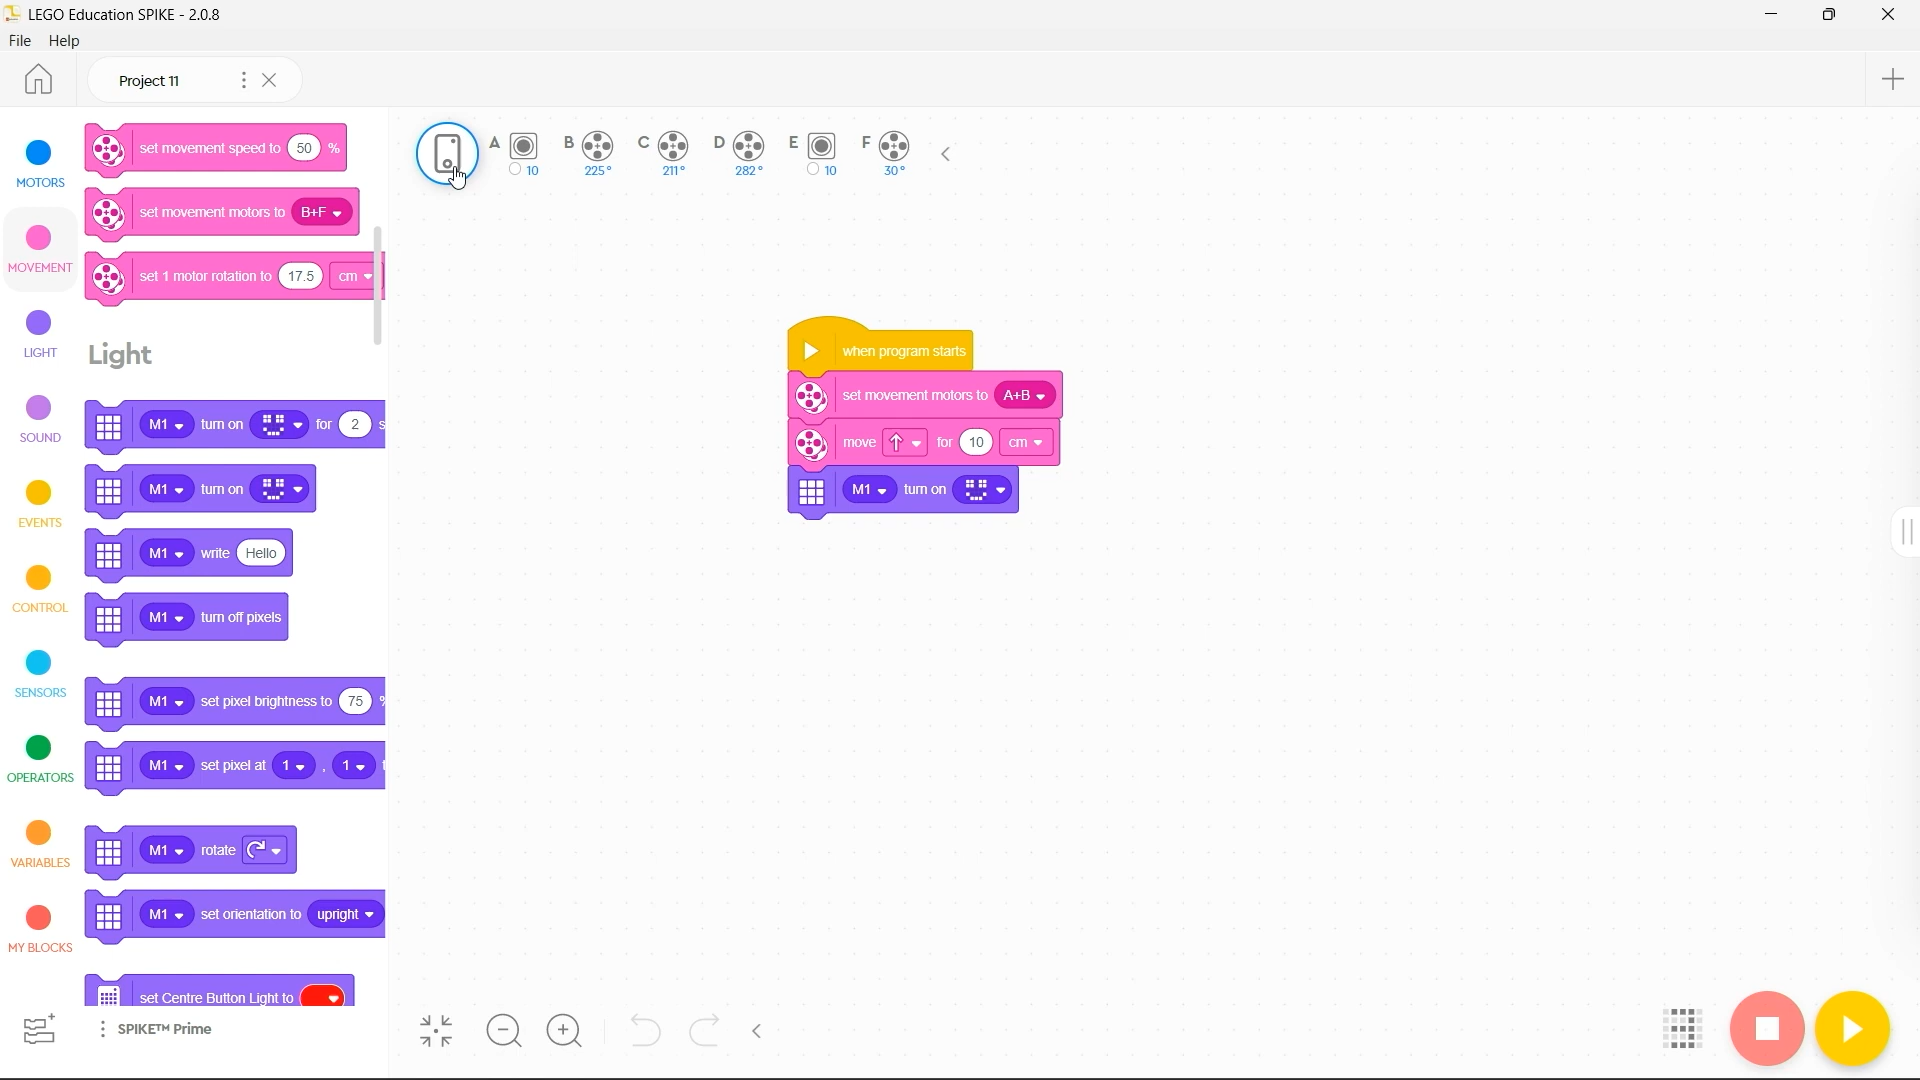 LEGO Education SPIKE - 2.0.8
File Help
Project 11
MOTORS
MOVEMENT
LIGHT
SOUND
EVENTS
CONTROL
SENSORS
OPERATORS
VARIABLES
MY BLOCKS
set movement speed to 50 %
set movement motors to B+F
set 1 motor rotation to 17.5 cm
Light
M1 turn on for 2 s
M1 turn on
M1 write Hello
M1 turn off pixels
M1 set pixel brightness to 75 %
M1 set pixel at 1 , 1 t
M1 rotate
M1 set orientation to upright
set Centre Button Light to
SPIKE™ Prime
A 10
B 225°
C 211°
D 282°
E 10
F 30°
when program starts
set movement motors to A+B
move for 10 cm
M1 turn on